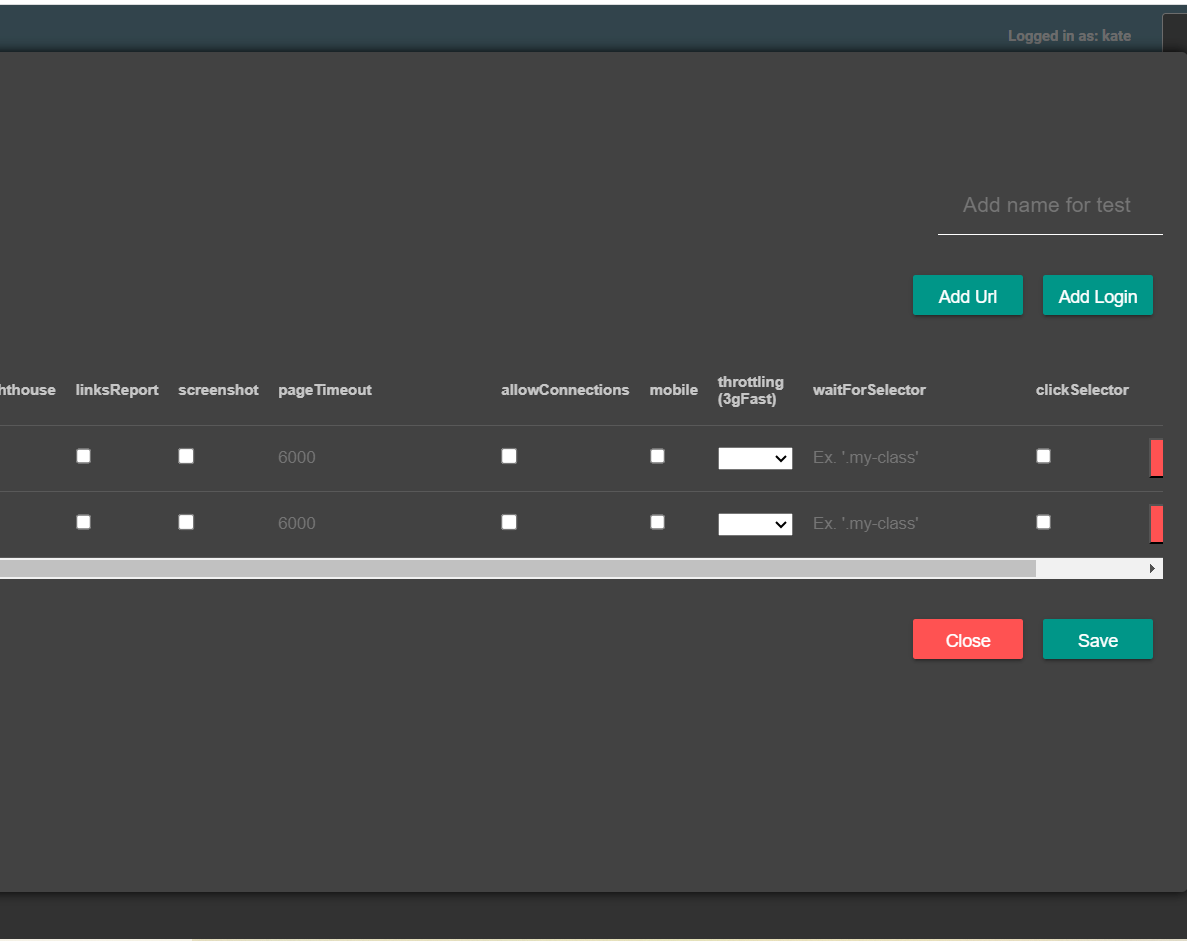 Logged in as: kate
Add name for test
Add Url Add Login
hthouse linksReport screenshot pageTimeout allowConnections mobile throttling (3gFast) waitForSelector clickSelector
6000 Ex. '.my-class'
6000 Ex. '.my-class'
Close Save